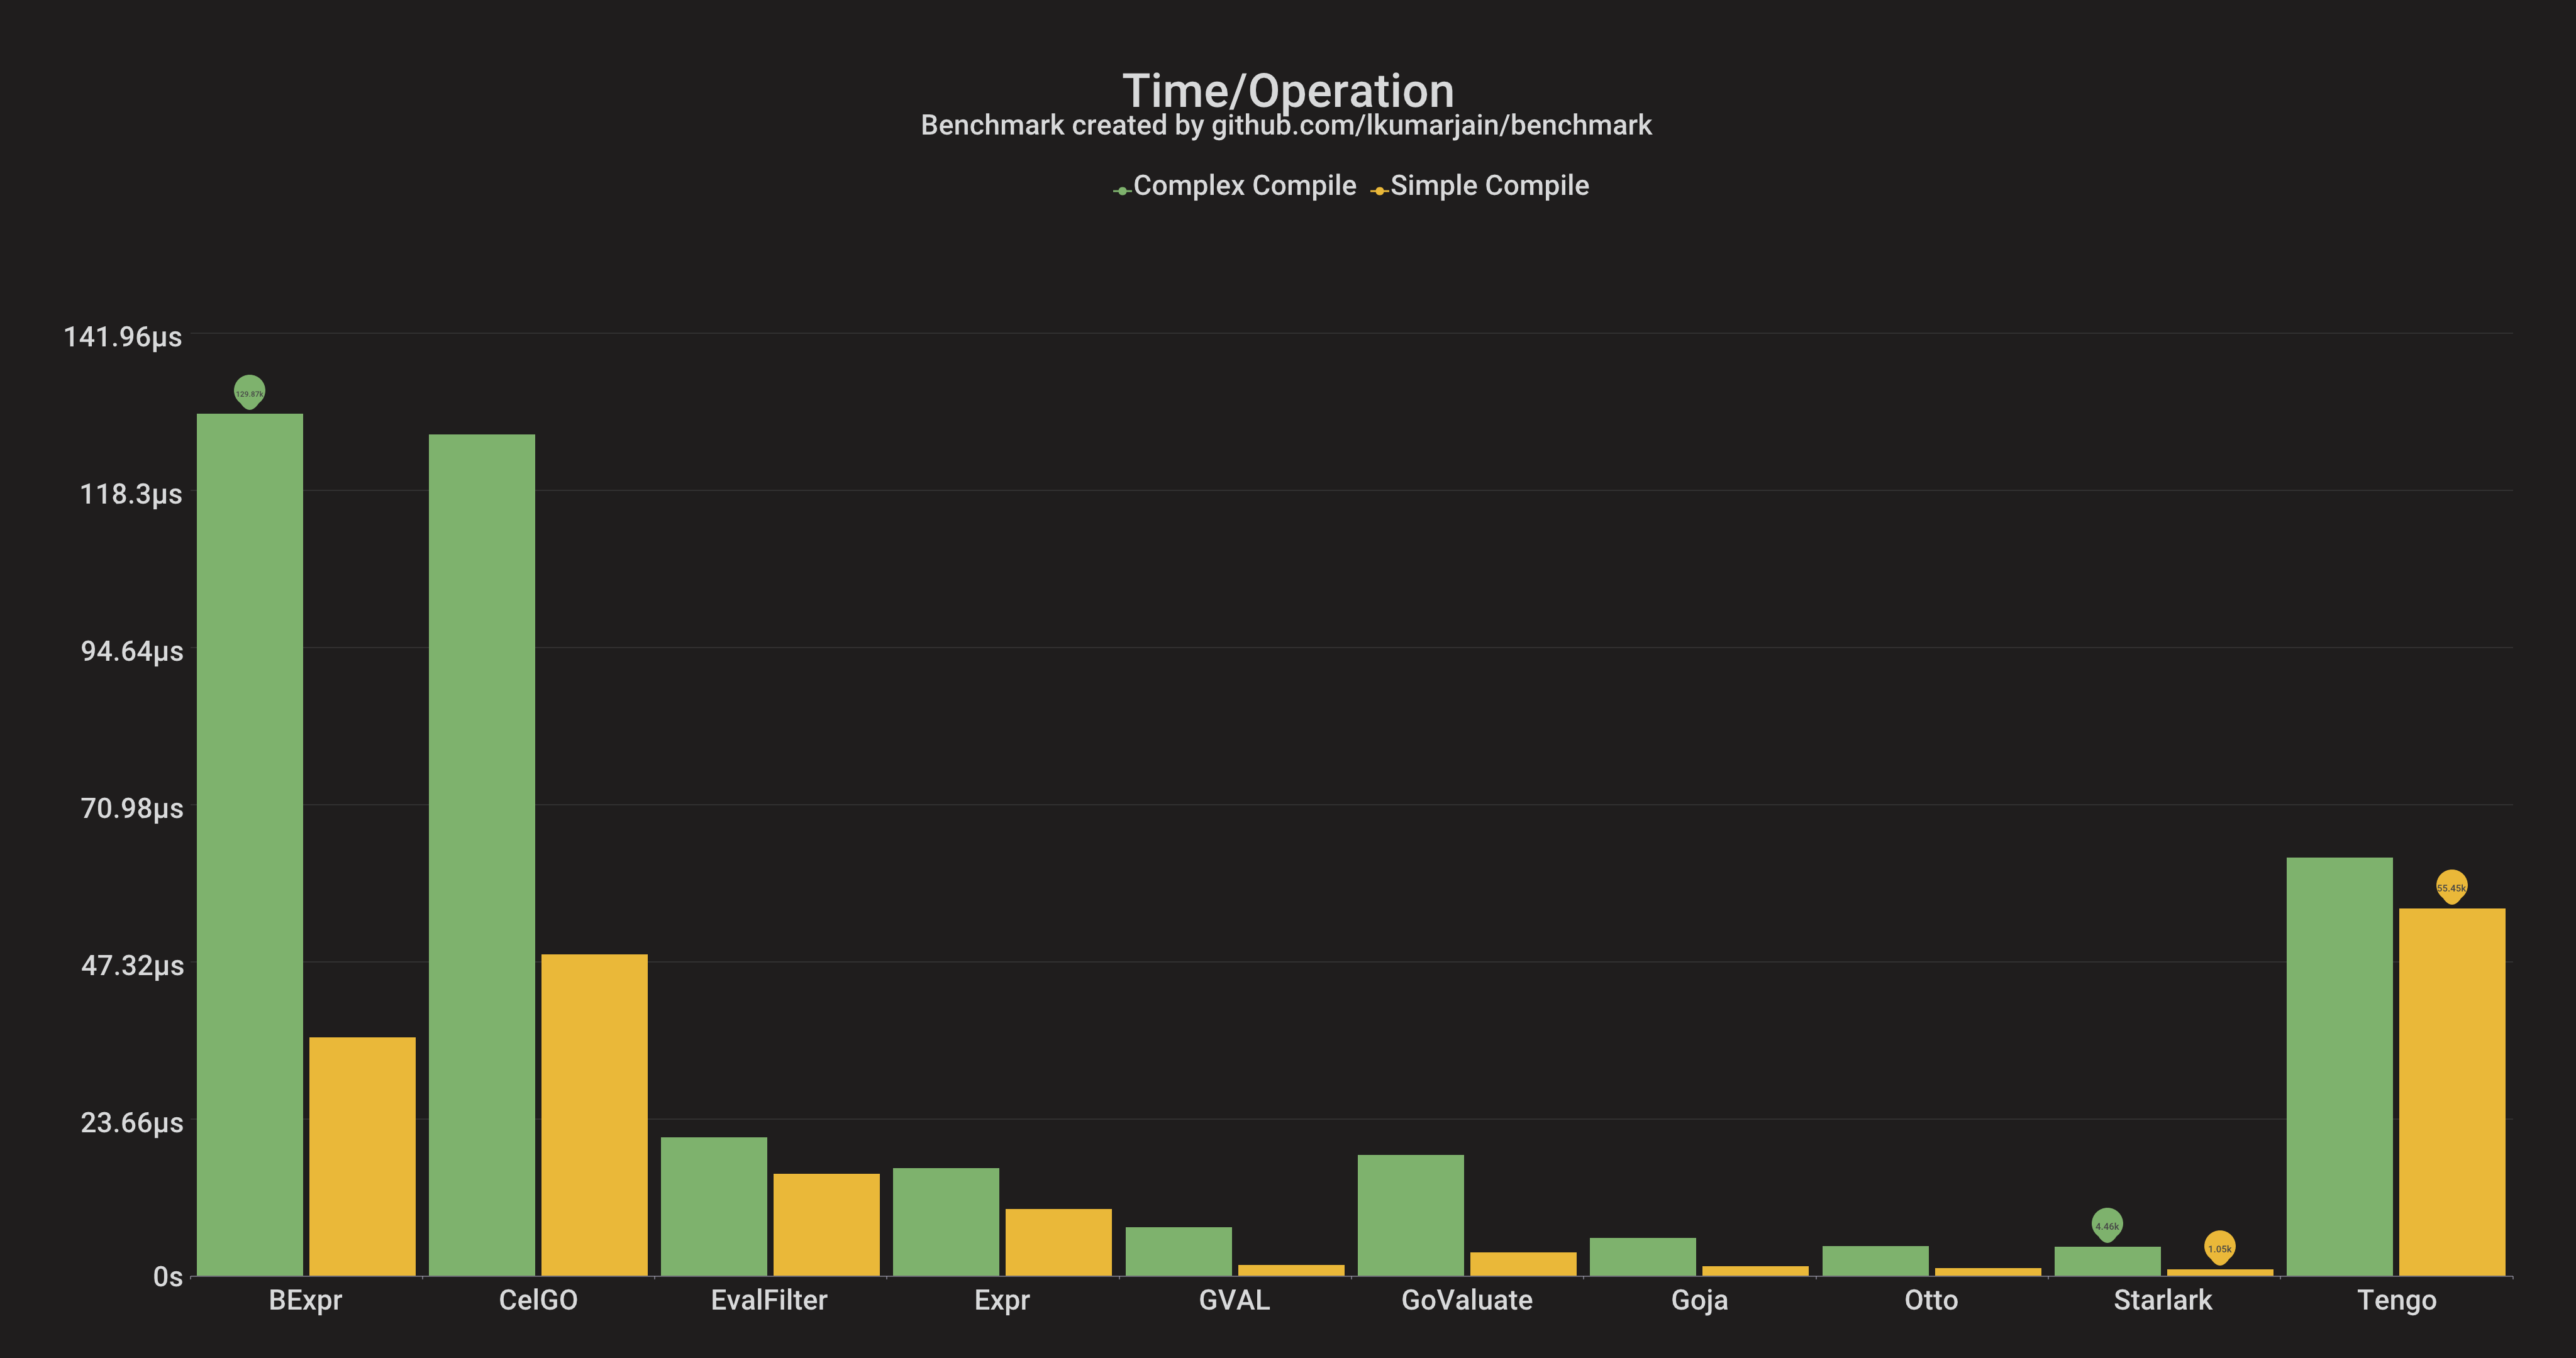 Time/Operation
Benchmark created by github.com/lkumarjain/benchmark
Complex Compile Simple Compile
141.96µs
129.87k
118.3µs
94.64µs
70.98µs
55.45k
47.32µs
23.66µs
4.46k
1.05k
0s
BExpr CelGO EvalFilter Expr GVAL GoValuate Goja Otto Starlark Tengo